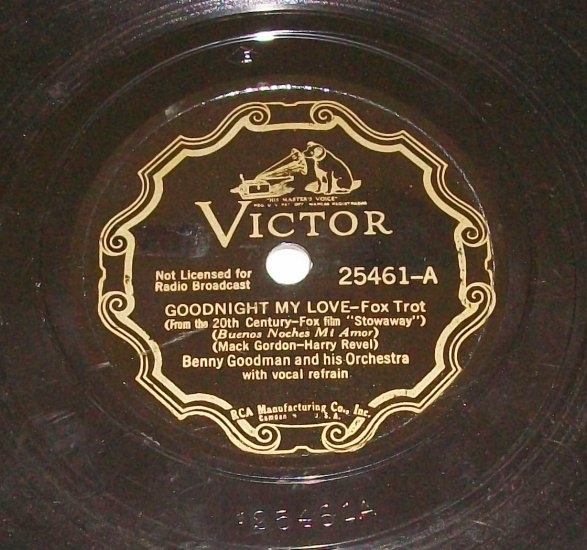 "HIS MASTER'S VOICE"
VICTOR
Not Licensed for
Radio Broadcast
25461-A
GOODNIGHT MY LOVE-Fox Trot
(From the 20th Century-Fox film "Stowaway")
(Buenos Noches Mi Amor)
(Mack Gordon-Harry Revel)
Benny Goodman and his Orchestra
with vocal refrain
RCA Manufacturing Co., Inc.
Camden U.S.A.